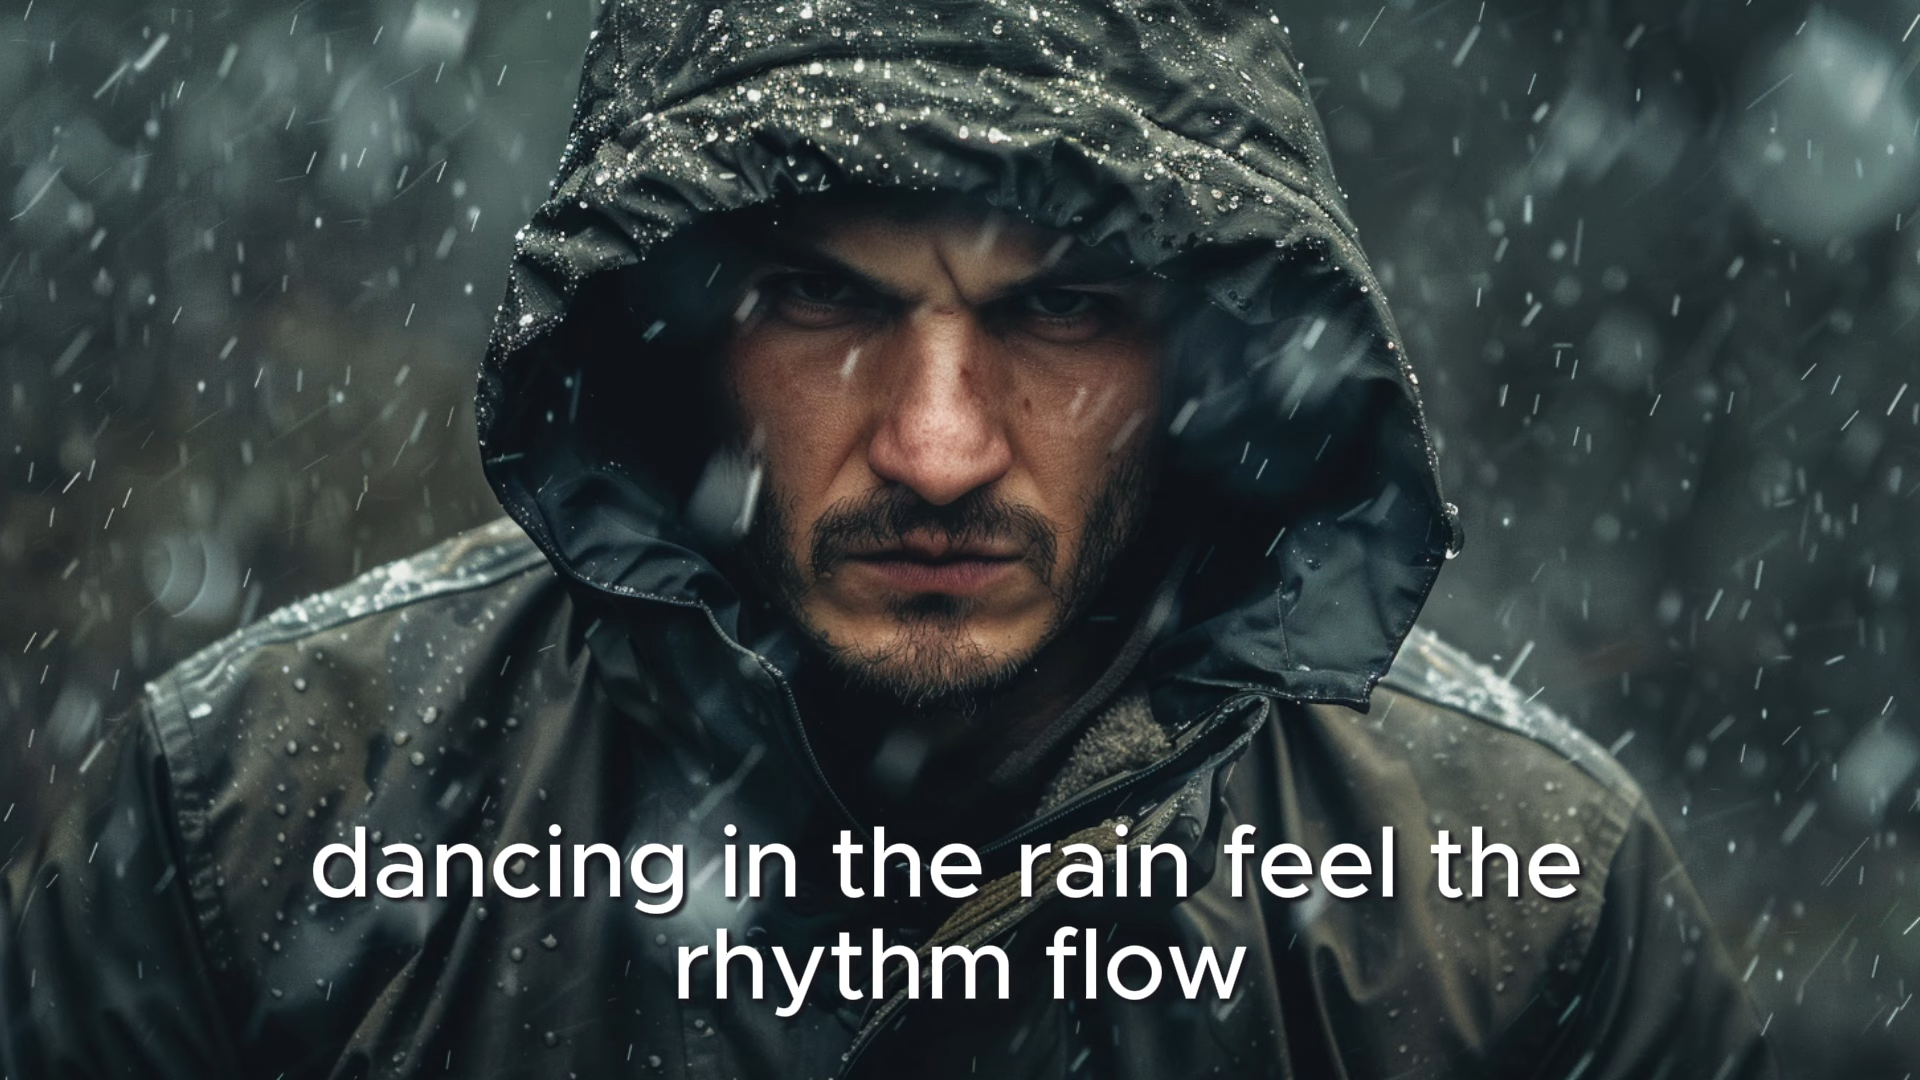 dancing in the rain feel the
rhythm flow